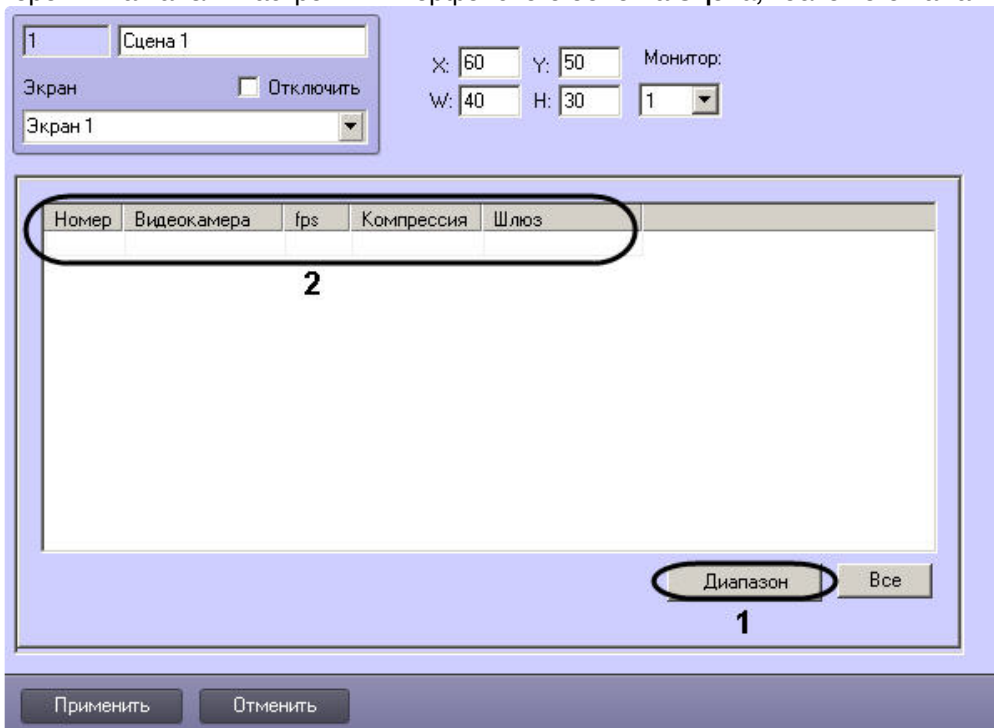 1 Сцена 1
Экран Отключить
Экран 1
X: 60 Y: 50 Монитор:
W: 40 H: 30 1
Номер Видеокамера fps Компрессия Шлюз
2
Диапазон Все
1
Применить Отменить